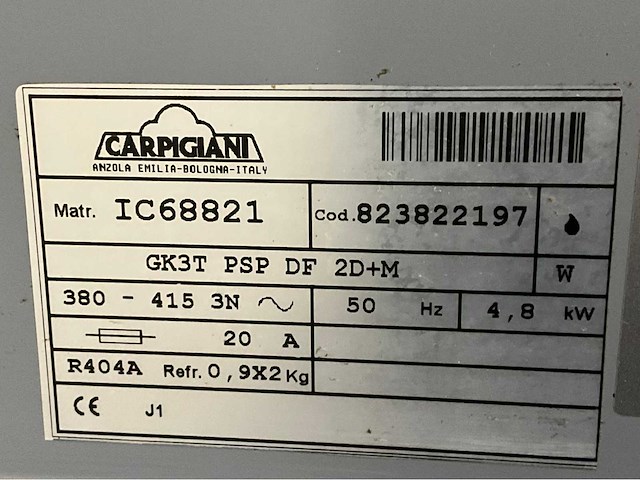 CARPIGIANI
ANZOLA EMILIA-BOLOGNA-ITALY
Matr. IC68821 Cod. 823822197
GK3T PSP DF 2D+M W
380 - 415 3N 50 Hz 4,8 kW
20 A
R404A Refr. 0,9X2 Kg
CE J1